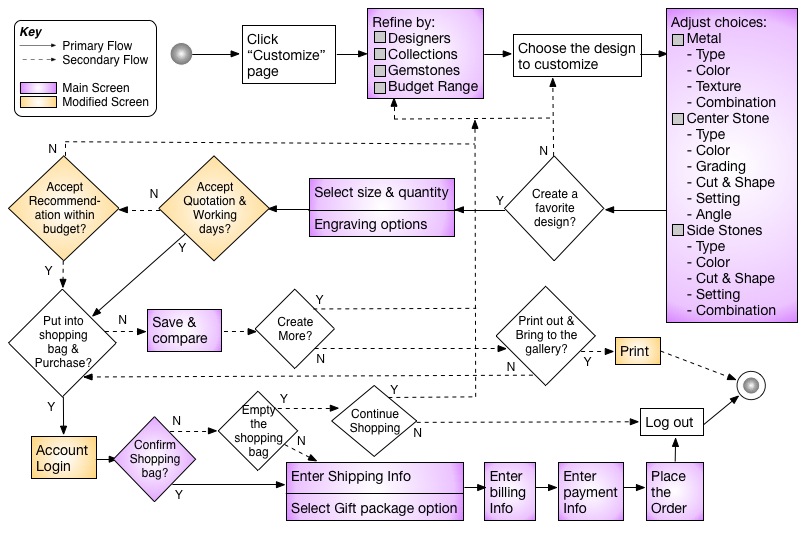 Key
Primary Flow
Secondary Flow
Main Screen
Modified Screen
Click
“Customize”
page
Refine by:
Designers
Collections
Gemstones
Budget Range
Choose the design
to customize
Adjust choices:
Metal
- Type
- Color
- Texture
- Combination
Center Stone
- Type
- Color
- Grading
- Cut & Shape
- Setting
- Angle
Side Stones
- Type
- Color
- Cut & Shape
- Setting
- Combination
N
Y
Create a
favorite
design?
Select size & quantity
Engraving options
Accept
Quotation &
Working
days?
N
Y
Accept
Recommend-
ation within
budget?
N
Y
Put into
shopping
bag &
Purchase?
N
Y
Save &
compare
Create
More?
Y
N
Print out &
Bring to the
gallery?
N
Y
Print
Account
Login
Confirm
Shopping
bag?
N
Y
Empty
the
shopping
bag
Y
N
Continue
Shopping
Y
N
Log out
Enter Shipping Info
Select Gift package option
Enter
billing
Info
Enter
payment
Info
Place
the
Order